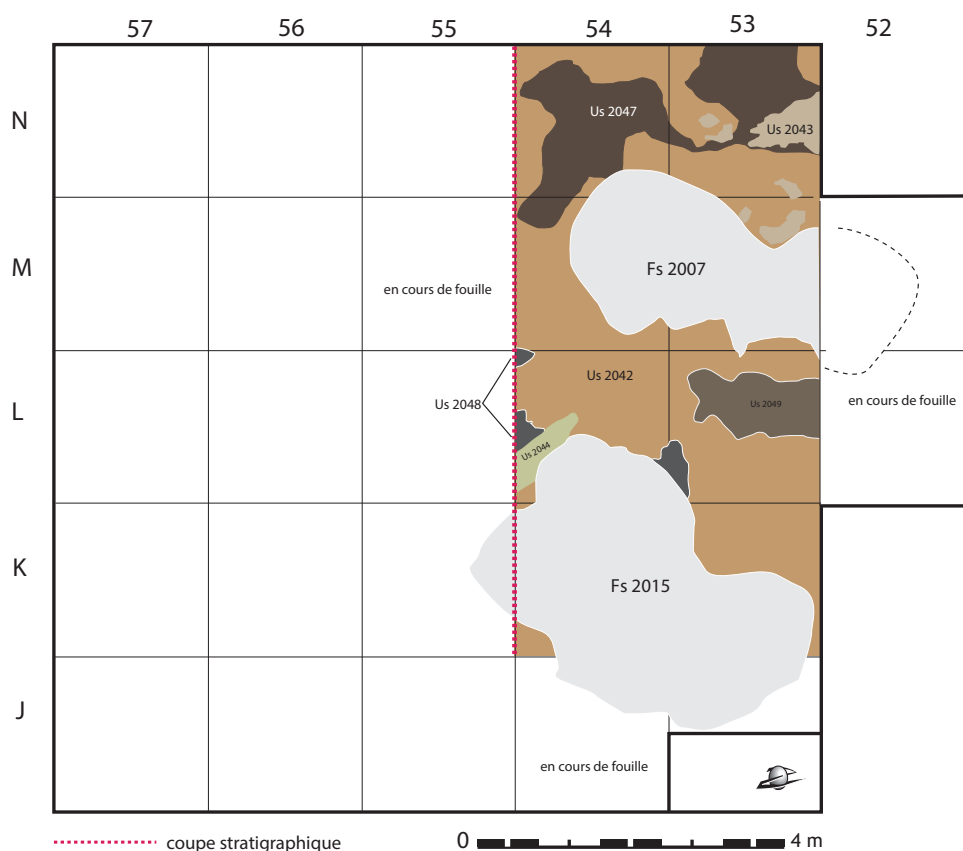 57 56 55 54 53 52
N
Us 2047
Us 2043
M
Fs 2007
en cours de fouille
Us 2042
L
Us 2048
Us 2049
en cours de fouille
Us 2044
K
Fs 2015
J
en cours de fouille
coupe stratigraphique
0 4 m